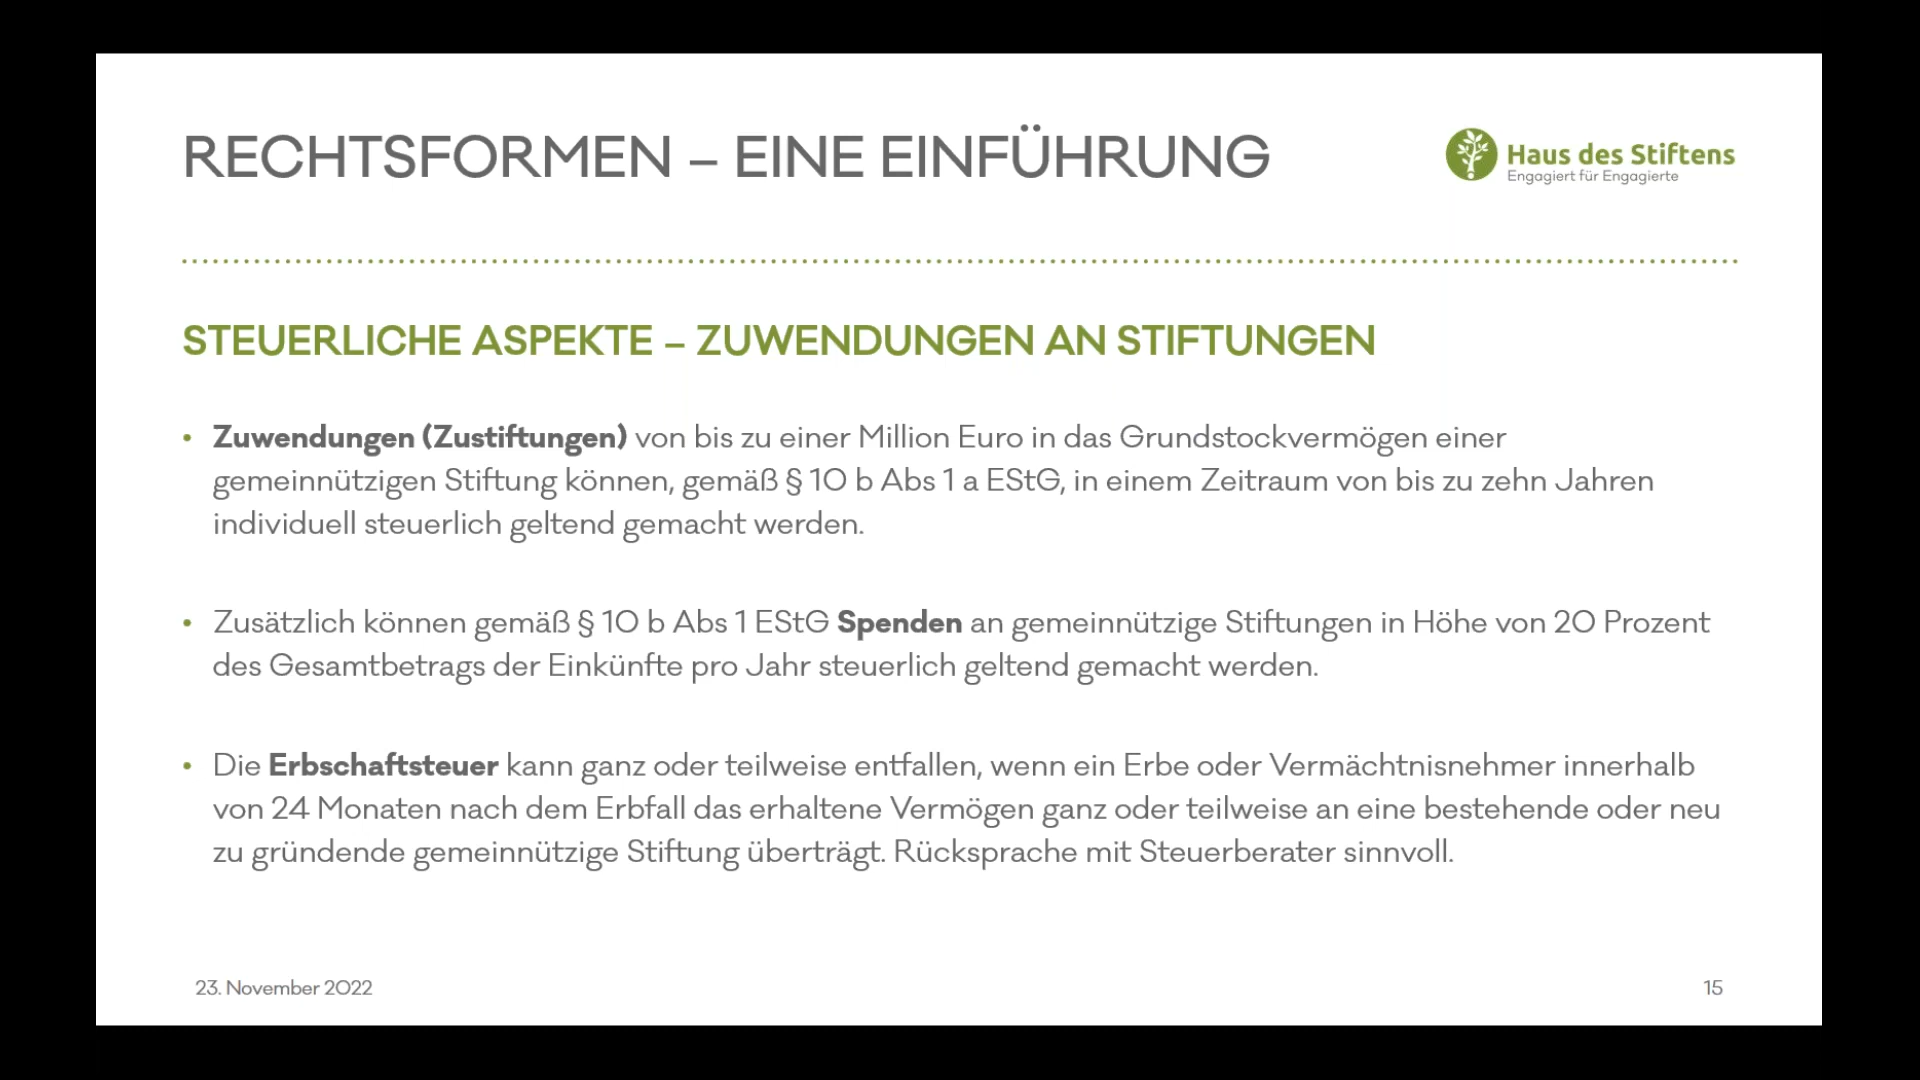 RECHTSFORMEN – EINE EINFÜHRUNG
Haus des Stiftens
Engagiert für Engagierte
STEUERLICHE ASPEKTE – ZUWENDUNGEN AN STIFTUNGEN
• Zuwendungen (Zustiftungen) von bis zu einer Million Euro in das Grundstockvermögen einer
gemeinnützigen Stiftung können, gemäß § 10 b Abs 1 a EStG, in einem Zeitraum von bis zu zehn Jahren
individuell steuerlich geltend gemacht werden.
• Zusätzlich können gemäß § 10 b Abs 1 EStG Spenden an gemeinnützige Stiftungen in Höhe von 20 Prozent
des Gesamtbetrags der Einkünfte pro Jahr steuerlich geltend gemacht werden.
• Die Erbschaftsteuer kann ganz oder teilweise entfallen, wenn ein Erbe oder Vermächtnisnehmer innerhalb
von 24 Monaten nach dem Erbfall das erhaltene Vermögen ganz oder teilweise an eine bestehende oder neu
zu gründende gemeinnützige Stiftung überträgt. Rücksprache mit Steuerberater sinnvoll.
23. November 2022
15